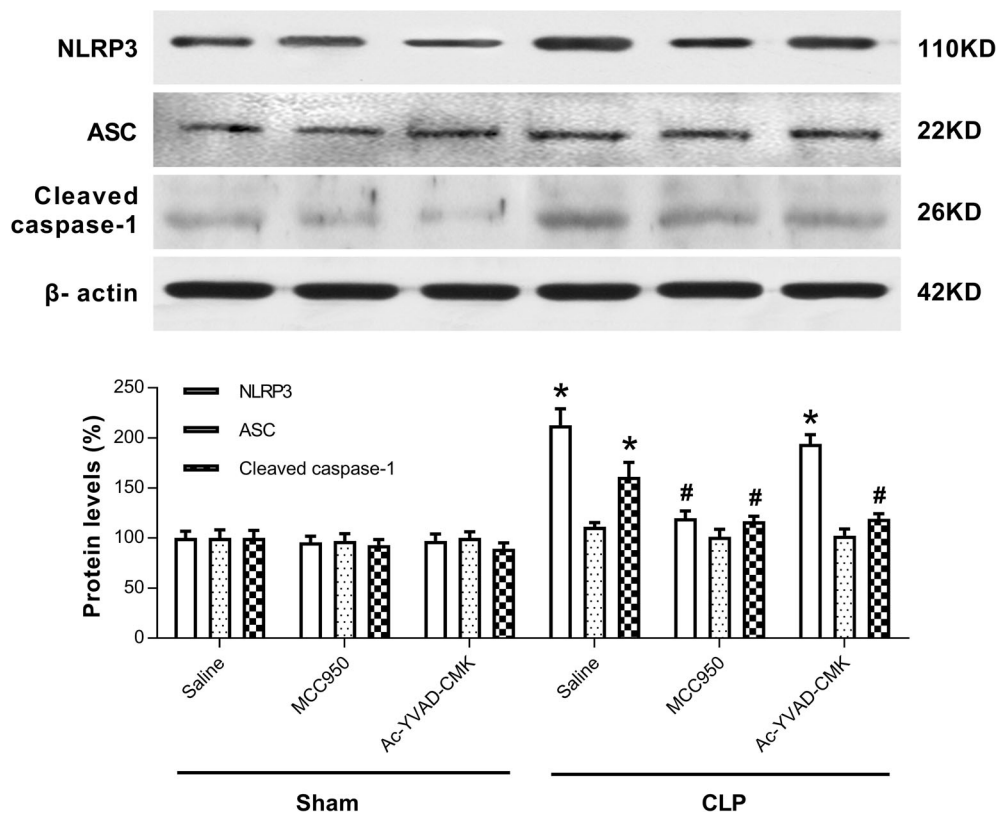 NLRP3
110KD
ASC
22KD
Cleaved
caspase-1
26KD
β- actin
42KD
Protein levels (%)
250
200
150
100
50
0
NLRP3
ASC
Cleaved caspase-1
*
*
#
#
*
#
Saline
MCC950
Ac-YVAD-CMK
Saline
MCC950
Ac-YVAD-CMK
Sham
CLP